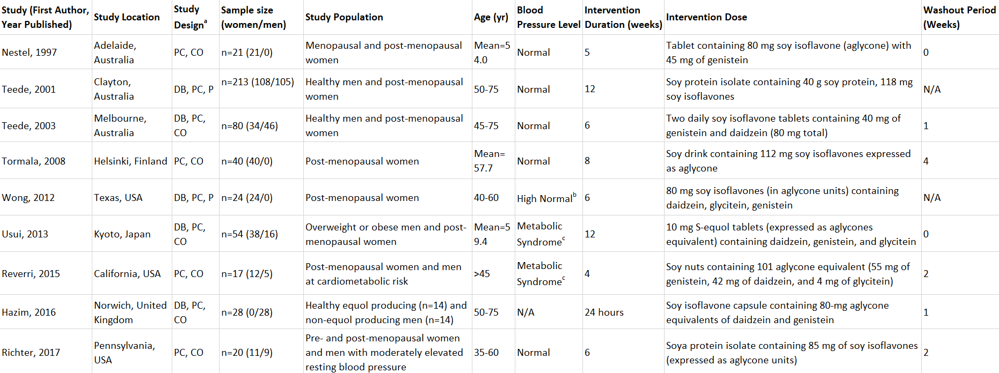 Study (First Author, Year Published) | Study Location | Study Designa | Sample size (women/men) | Study Population | Age (yr) | Blood Pressure Level | Intervention Duration (weeks) | Intervention Dose | Washout Period (Weeks)
Nestel, 1997 | Adelaide, Australia | PC, CO | n=21 (21/0) | Menopausal and post-menopausal women | Mean=54.0 | Normal | 5 | Tablet containing 80 mg soy isoflavone (aglycone) with 45 mg of genistein | 0
Teede, 2001 | Clayton, Australia | DB, PC, P | n=213 (108/105) | Healthy men and post-menopausal women | 50-75 | Normal | 12 | Soy protein isolate containing 40 g soy protein, 118 mg soy isoflavones | N/A
Teede, 2003 | Melbourne, Australia | DB, PC, CO | n=80 (34/46) | Healthy men and post-menopausal women | 45-75 | Normal | 6 | Two daily soy isoflavone tablets containing 40 mg of genistein and daidzein (80 mg total) | 1
Tormala, 2008 | Helsinki, Finland | PC, CO | n=40 (40/0) | Post-menopausal women | Mean=57.7 | Normal | 8 | Soy drink containing 112 mg soy isoflavones expressed as aglycone | 4
Wong, 2012 | Texas, USA | DB, PC, P | n=24 (24/0) | Post-menopausal women | 40-60 | High Normalb | 6 | 80 mg soy isoflavones (in aglycone units) containing daidzein, glycitein, genistein | N/A
Usui, 2013 | Kyoto, Japan | DB, PC, CO | n=54 (38/16) | Overweight or obese men and post-menopausal women | Mean=59.4 | Metabolic Syndromec | 12 | 10 mg S-equol tablets (expressed as aglycones equivalent) containing daidzein, genistein, and glycitein | 0
Reverri, 2015 | California, USA | PC, CO | n=17 (12/5) | Post-menopausal women and men at cardiometabolic risk | >45 | Metabolic Syndromec | 4 | Soy nuts containing 101 aglycone equivalent (55 mg of genistein, 42 mg of daidzein, and 4 mg of glycitein) | 2
Hazim, 2016 | Norwich, United Kingdom | DB, PC, CO | n=28 (0/28) | Healthy equol producing (n=14) and non-equol producing men (n=14) | 50-75 | N/A | 24 hours | Soy isoflavone capsule containing 80-mg aglycone equivalents of daidzein and genistein | 1
Richter, 2017 | Pennsylvania, USA | PC, CO | n=20 (11/9) | Pre- and post-menopausal women and men with moderately elevated resting blood pressure | 35-60 | Normal | 6 | Soya protein isolate containing 85 mg of soy isoflavones (expressed as aglycone units) | 2